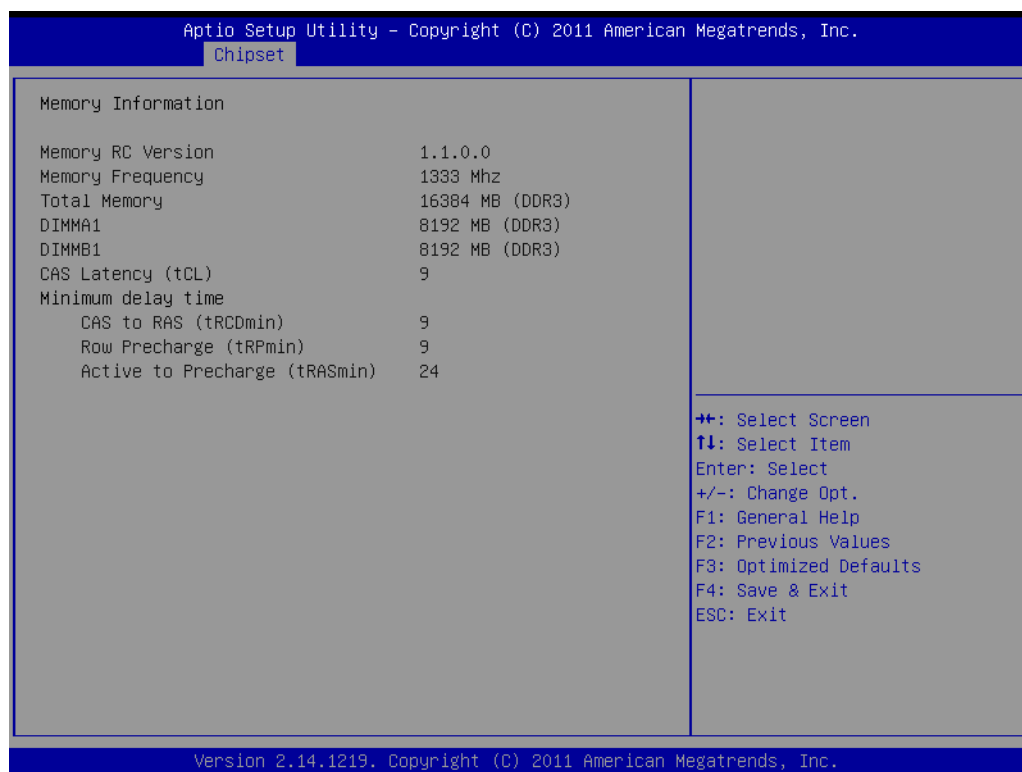 Aptio Setup Utility – Copyright (C) 2011 American Megatrends, Inc.
Chipset
Memory Information
Memory RC Version 1.1.0.0
Memory Frequency 1333 Mhz
Total Memory 16384 MB (DDR3)
DIMMA1 8192 MB (DDR3)
DIMMB1 8192 MB (DDR3)
CAS Latency (tCL) 9
Minimum delay time
CAS to RAS (tRCDmin) 9
Row Precharge (tRPmin) 9
Active to Precharge (tRASmin) 24
→←: Select Screen
↑↓: Select Item
Enter: Select
+/-: Change Opt.
F1: General Help
F2: Previous Values
F3: Optimized Defaults
F4: Save & Exit
ESC: Exit
Version 2.14.1219. Copyright (C) 2011 American Megatrends, Inc.